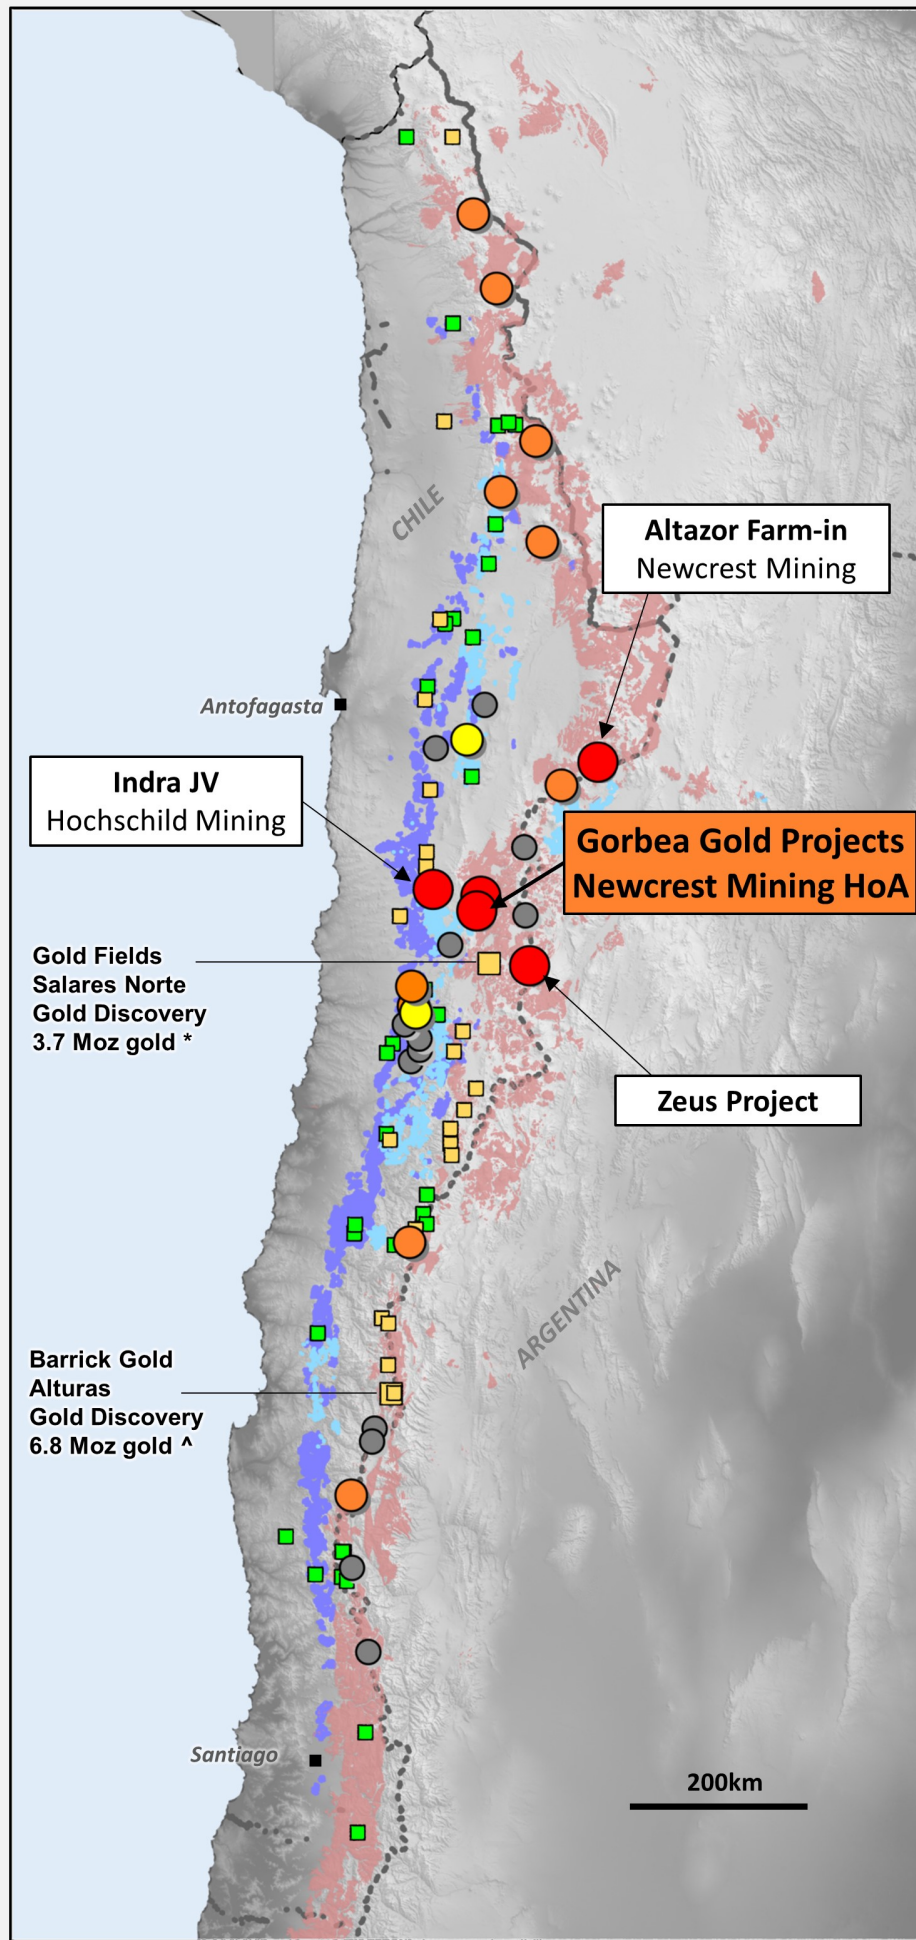 CHILE
Altazor Farm-in
Newcrest Mining
Antofagasta
Indra JV
Hochschild Mining
Gorbea Gold Projects
Newcrest Mining HoA
Gold Fields
Salares Norte
Gold Discovery
3.7 Moz gold *
Zeus Project
ARGENTINA
Barrick Gold
Alturas
Gold Discovery
6.8 Moz gold ^
Santiago
200km